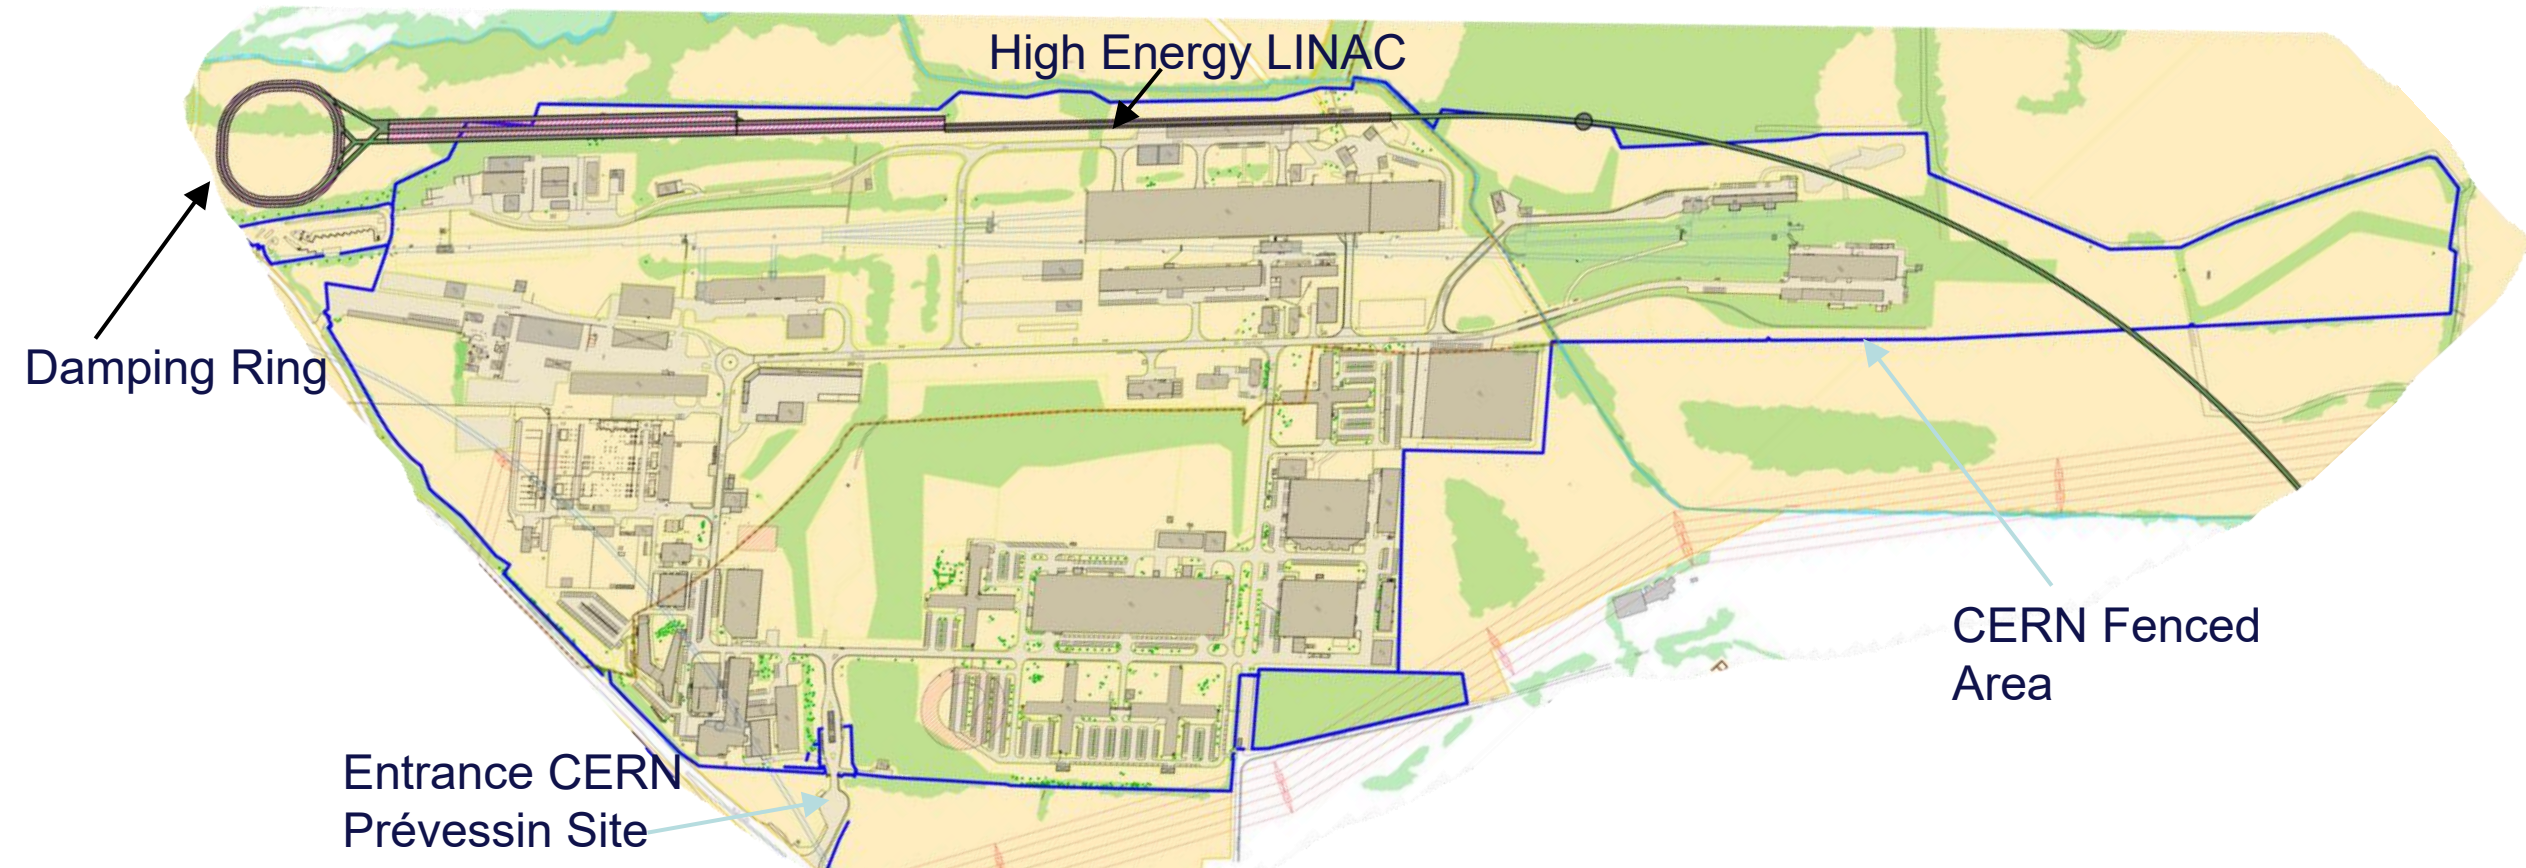 High Energy LINAC
Damping Ring
CERN Fenced
Area
Entrance CERN
Prévessin Site